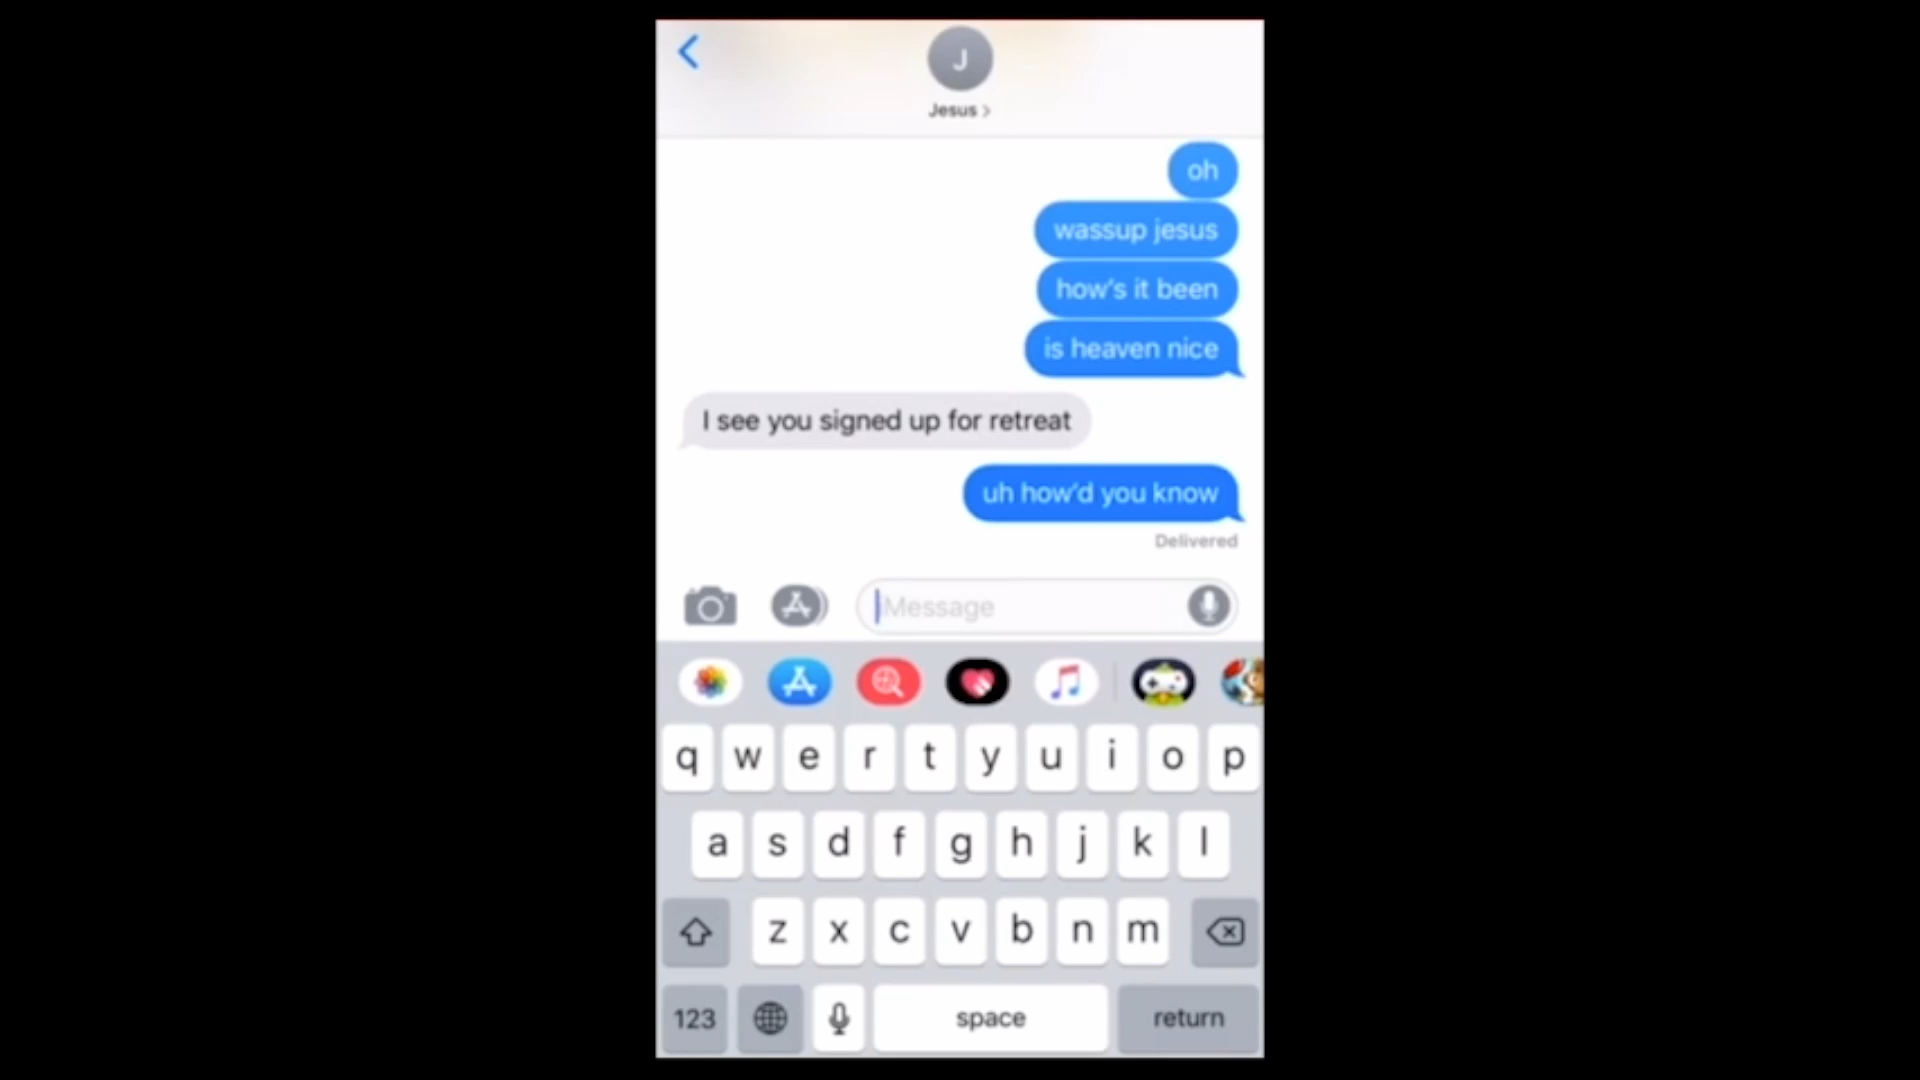 J
Jesus >
oh
wassup jesus
how's it been
is heaven nice
I see you signed up for retreat
uh how'd you know
Delivered
iMessage
q w e r t y u i o p
a s d f g h j k l
z x c v b n m
123 space return